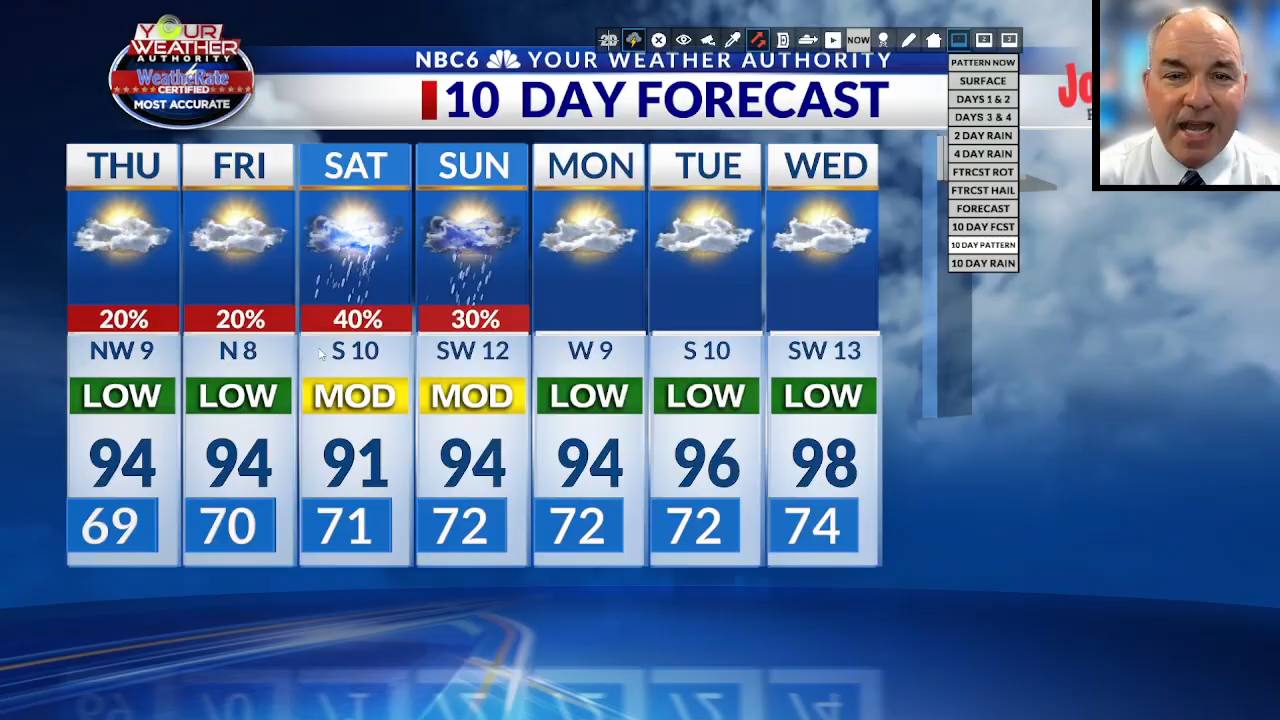 YOUR
WEATHER
AUTHORITY
WeatheRate
CERTIFIED
MOST ACCURATE
NBC6 YOUR WEATHER AUTHORITY
10 DAY FORECAST
NOW
2
3
PATTERN NOW
SURFACE
DAYS 1 & 2
DAYS 3 & 4
2 DAY RAIN
4 DAY RAIN
FTRCST ROT
FTRCST HAIL
FORECAST
10 DAY FCST
10 DAY PATTERN
10 DAY RAIN
THU FRI SAT SUN MON TUE WED
20% 20% 40% 30%
NW 9 N 8 S 10 SW 12 W 9 S 10 SW 13
LOW LOW MOD MOD LOW LOW LOW
94 94 91 94 94 96 98
69 70 71 72 72 72 74